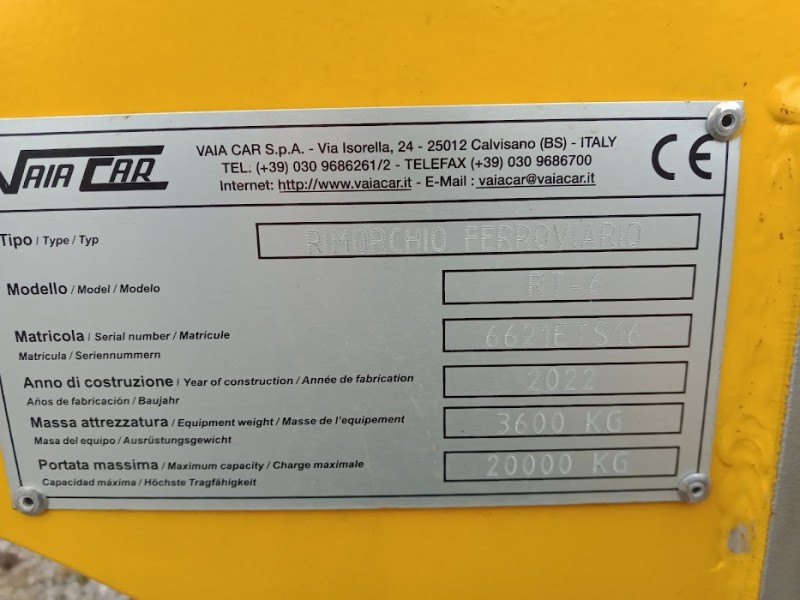 VAIA CAR
VAIA CAR S.p.A. - Via Isorella, 24 - 25012 Calvisano (BS) - ITALY
TEL. (+39) 030 9686261/2 - TELEFAX (+39) 030 9686700
Internet: http://www.vaiacar.it - E-Mail : vaiacar@vaiacar.it
CE
Tipo / Type / Typ
RIMORCHIO FERROVIARIO
Modello / Model / Modelo
RT-6
Matricola / Serial number / Matricule
Matricula / Seriennummern
6621FTS16
Anno di costruzione / Year of construction / Année de fabrication
Años de fabricación / Baujahr
2022
Massa attrezzatura / Equipment weight / Masse de l'equipement
Masa del equipo / Ausrüstungsgewicht
3600 KG
Portata massima / Maximum capacity / Charge maximale
Capacidad máxima / Höchste Tragfähigkeit
20000 KG